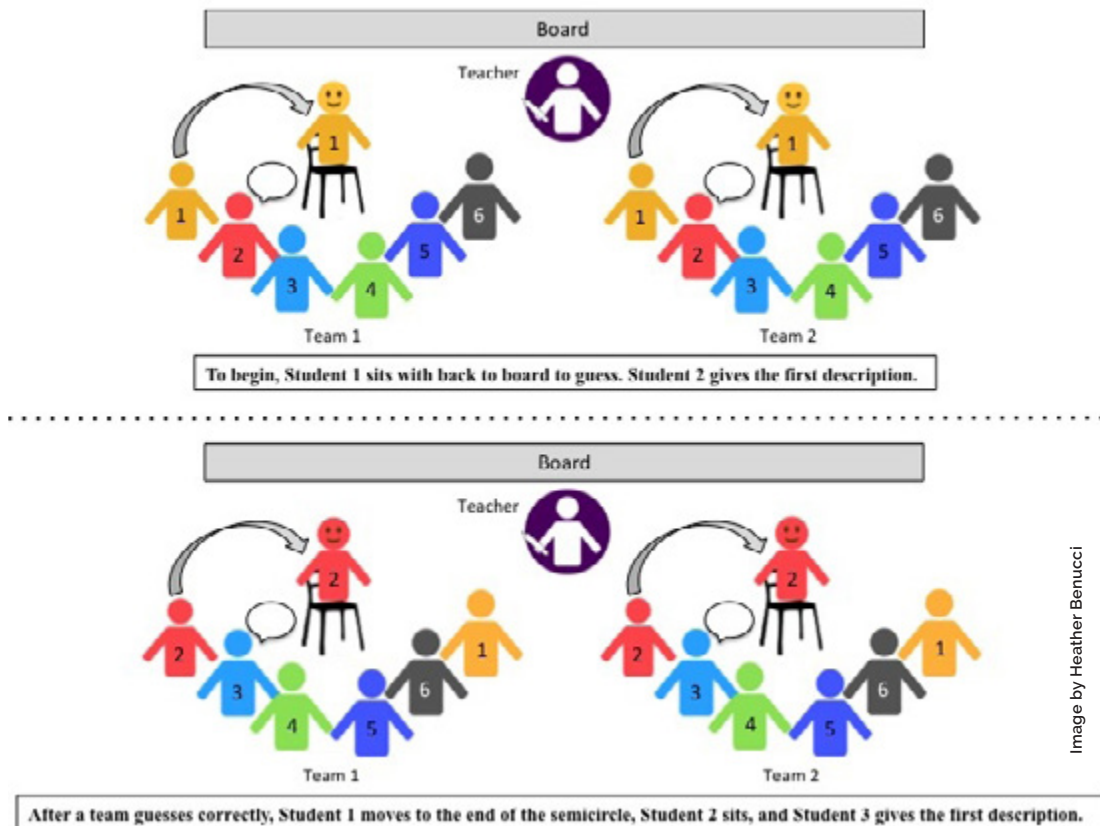 Board
Teacher
1
1
1
2
3
4
5
6
1
2
3
4
5
6
Team 1
Team 2
To begin, Student 1 sits with back to board to guess. Student 2 gives the first description.
Board
Teacher
2
2
2
3
4
5
6
1
2
3
4
5
6
1
Team 1
Team 2
After a team guesses correctly, Student 1 moves to the end of the semicircle, Student 2 sits, and Student 3 gives the first description.
Image by Heather Benucci